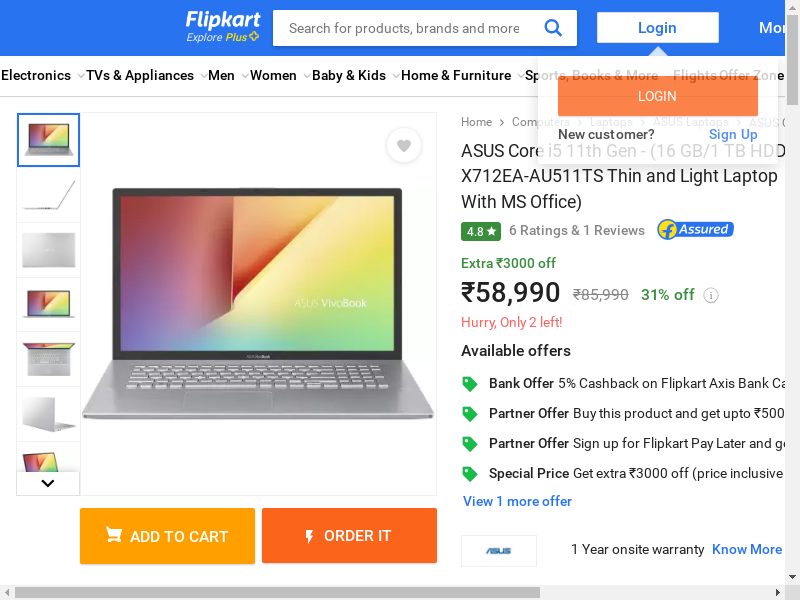 Flipkart
Explore Plus
Search for products, brands and more
Login
Mor
Electronics
TVs & Appliances
Men
Women
Baby & Kids
Home & Furniture
Sports, Books & More
Flights
Offer Zone
LOGIN
New customer?
Sign Up
Home
Computers
Laptops
ASUS Laptops
ASUS C
ASUS Core i5 11th Gen - (16 GB/1 TB HDD
X712EA-AU511TS Thin and Light Laptop
With MS Office)
4.8
6 Ratings & 1 Reviews
Assured
Extra ₹3000 off
₹58,990
₹85,990
31% off
i
Hurry, Only 2 left!
Available offers
Bank Offer 5% Cashback on Flipkart Axis Bank Ca
Partner Offer Buy this product and get upto ₹500
Partner Offer Sign up for Flipkart Pay Later and ge
Special Price Get extra ₹3000 off (price inclusive
View 1 more offer
ASUS VivoBook
ADD TO CART
ORDER IT
ASUS
1 Year onsite warranty
Know More